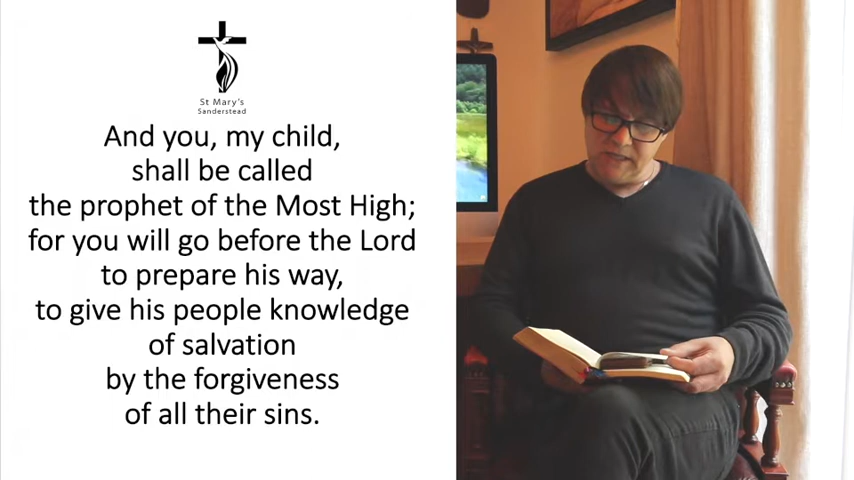 St Mary's
Sanderstead
And you, my child,
shall be called
the prophet of the Most High;
for you will go before the Lord
to prepare his way,
to give his people knowledge
of salvation
by the forgiveness
of all their sins.